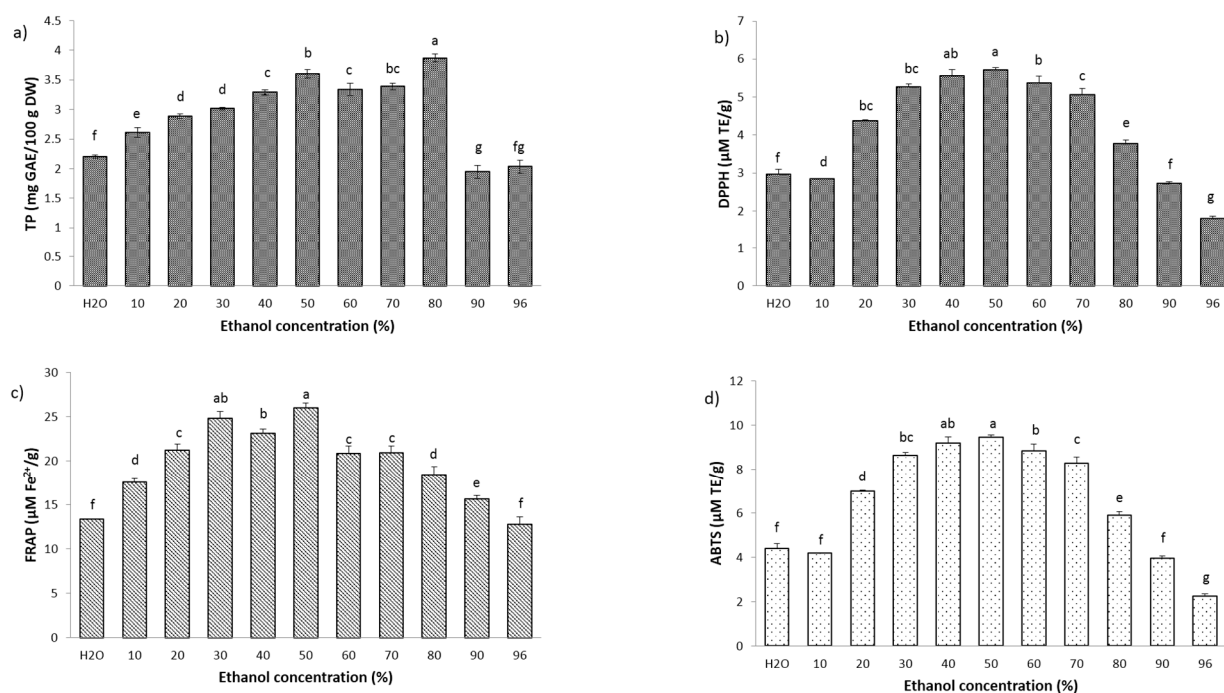 a)
TP (mg GAE/100 g DW)
4.5
4
3.5
3
2.5
2
1.5
1
0.5
0
f e d d c b c bc a g fg
H2O 10 20 30 40 50 60 70 80 90 96
Ethanol concentration (%)
b)
DPPH (µM TE/g)
7
6
5
4
3
2
1
0
f d bc bc ab a b c e f g
H2O 10 20 30 40 50 60 70 80 90 96
Ethanol concentration (%)
c)
FRAP (µM Fe²⁺/g)
30
25
20
15
10
5
0
f d c ab b a c c d e f
H2O 10 20 30 40 50 60 70 80 90 96
Ethanol concentration (%)
d)
ABTS (µM TE/g)
12
10
8
6
4
2
0
f f d bc ab a b c e f g
H2O 10 20 30 40 50 60 70 80 90 96
Ethanol concentration (%)